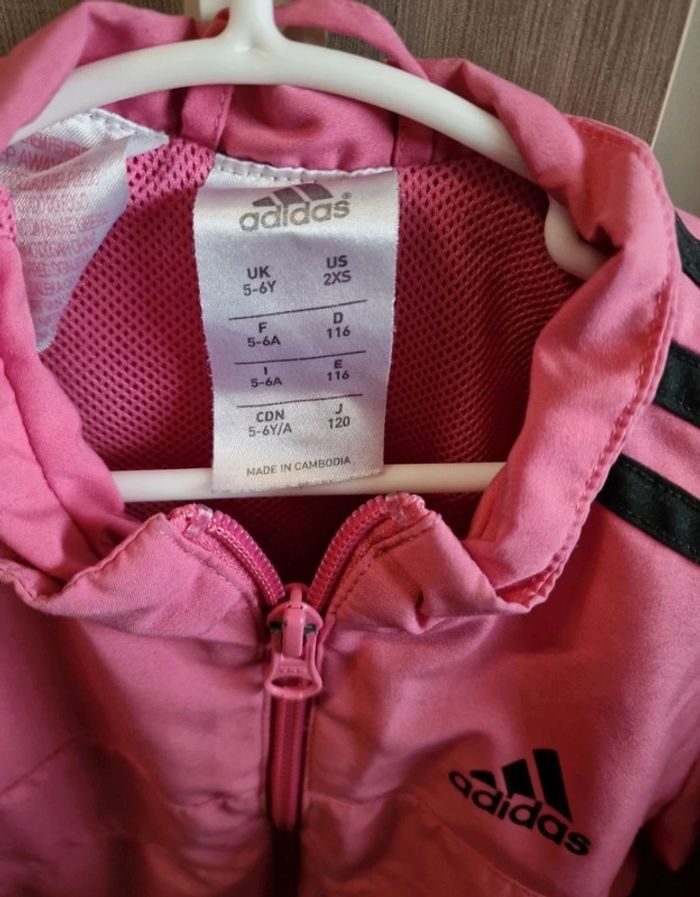 adidas®
UK US
5-6Y 2XS
F D
5-6A 116
I E
5-6A 116
CDN J
5-6Y/A 120
MADE IN CAMBODIA
YKK
adidas